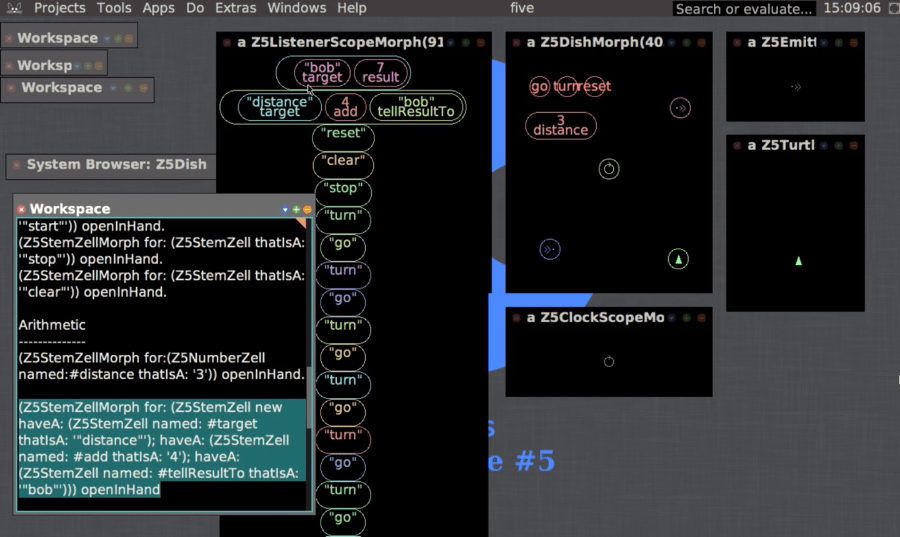 Projects Tools Apps Do Extras Windows Help five Search or evaluate... 15:09:06
Workspace
Worksp
Workspace
System Browser: Z5Dish
Workspace
'"start"')) openInHand.
(Z5StemZellMorph for: (Z5StemZell thatIsA:
'"stop"')) openInHand.
(Z5StemZellMorph for: (Z5StemZell thatIsA:
'"clear"')) openInHand.
Arithmetic
--------------
(Z5StemZellMorph for:(Z5NumberZell
named:#distance thatIsA: '3')) openInHand.
(Z5StemZellMorph for: (Z5StemZell new
haveA: (Z5StemZell named: #target
thatIsA: '"distance"'); haveA: (Z5StemZell
named: #add thatIsA: '4'); haveA:
(Z5StemZell named: #tellResultTo thatIsA:
'"bob"'))) openInHand
a Z5ListenerScopeMorph(91
"bob" 7
target result
"distance" 4 "bob"
target add tellResultTo
"reset"
"clear"
"stop"
"turn"
"go"
"turn"
"go"
"turn"
"go"
"turn"
"go"
"turn"
"go"
"turn"
"go"
a Z5DishMorph(40
go turn reset
3
distance
a Z5ClockScopeMo
a Z5Emit
a Z5Turtl
s
e #5